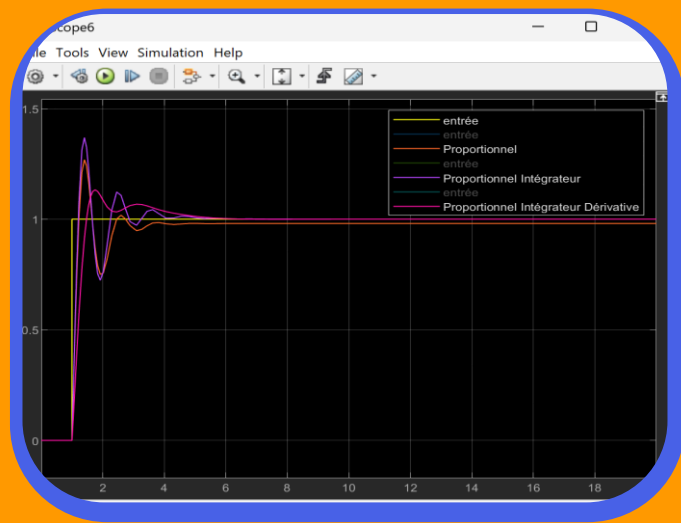 cope6
le Tools View Simulation Help
1.5
entrée
entrée
Proportionnel
entrée
Proportionnel Intégrateur
entrée
Proportionnel Intégrateur Dérivative
1
0.5
0
2 4 6 8 10 12 14 16 18